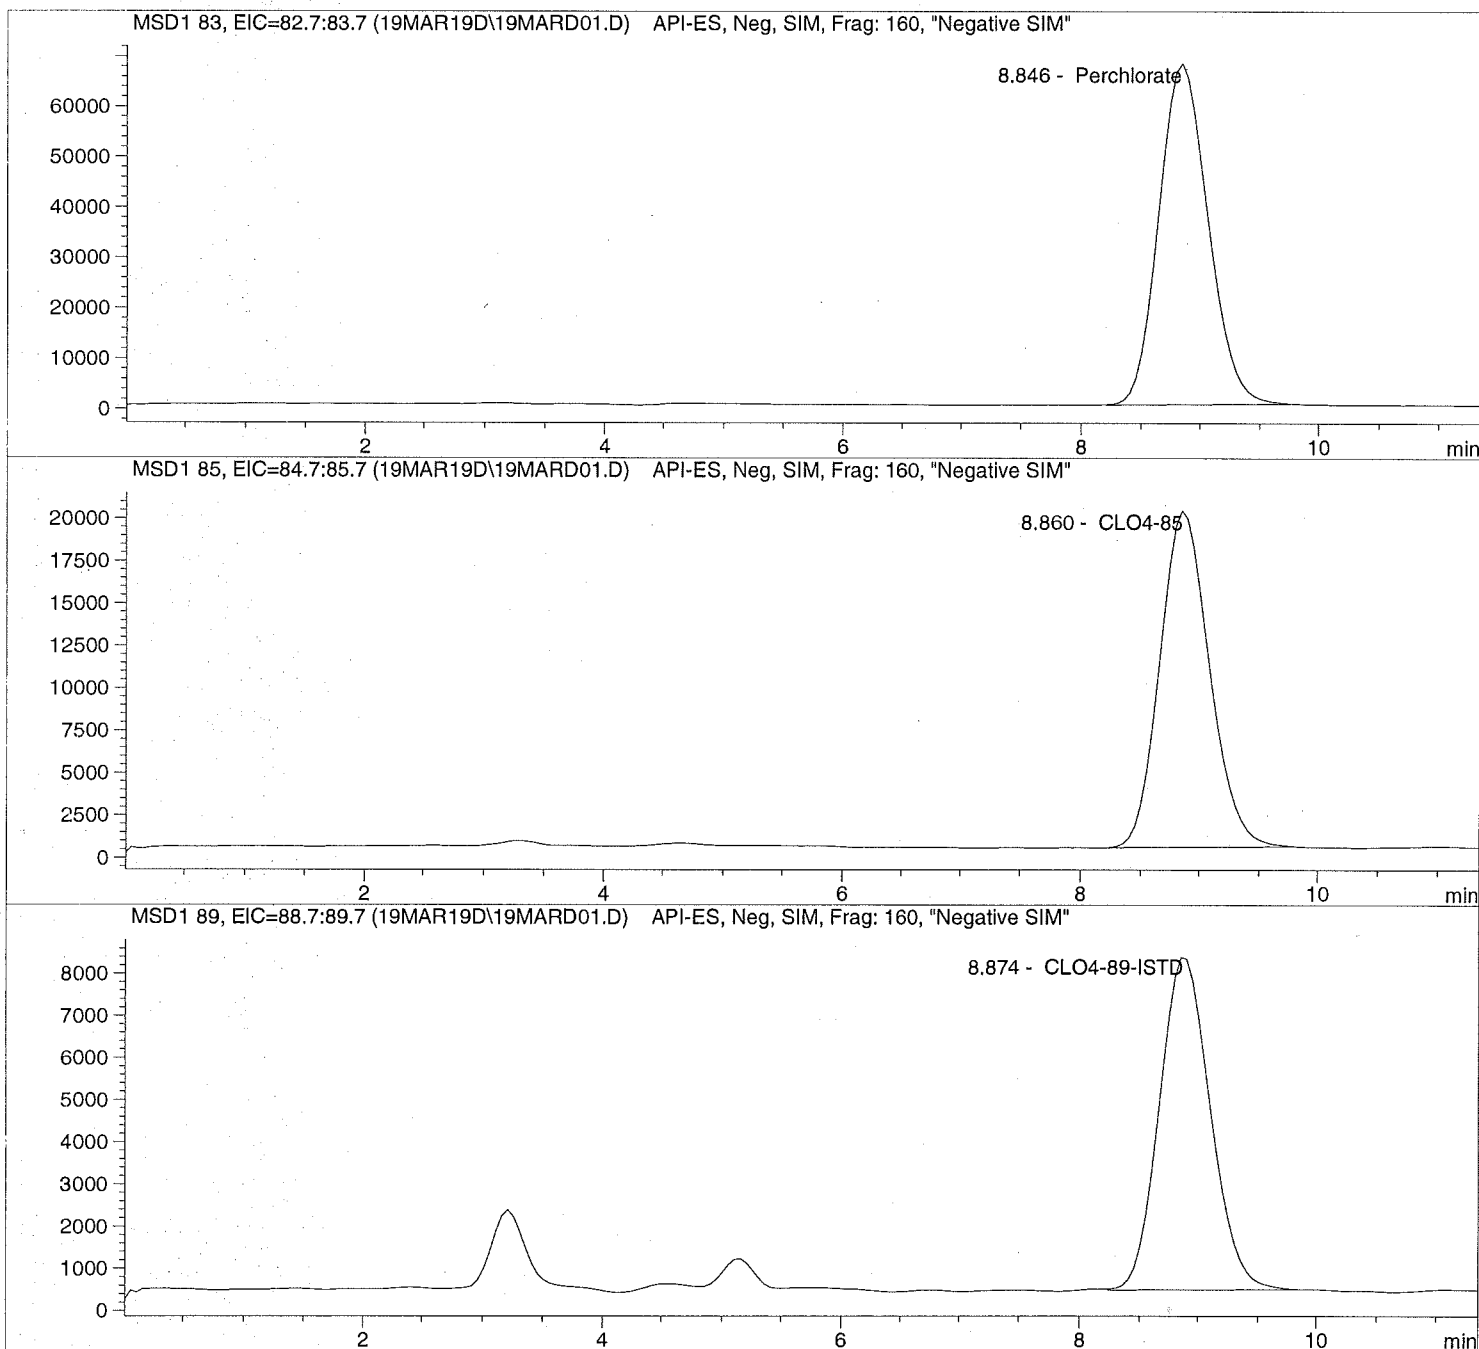 MSD1 83, EIC=82.7:83.7 (19MAR19D\19MARD01.D) API-ES, Neg, SIM, Frag: 160, "Negative SIM"
8.846 - Perchlorate
60000
50000
40000
30000
20000
10000
0
2 4 6 8 10 min
MSD1 85, EIC=84.7:85.7 (19MAR19D\19MARD01.D) API-ES, Neg, SIM, Frag: 160, "Negative SIM"
8.860 - CLO4-85
20000
17500
15000
12500
10000
7500
5000
2500
0
2 4 6 8 10 min
MSD1 89, EIC=88.7:89.7 (19MAR19D\19MARD01.D) API-ES, Neg, SIM, Frag: 160, "Negative SIM"
8.874 - CLO4-89-ISTD
8000
7000
6000
5000
4000
3000
2000
1000
0
2 4 6 8 10 min